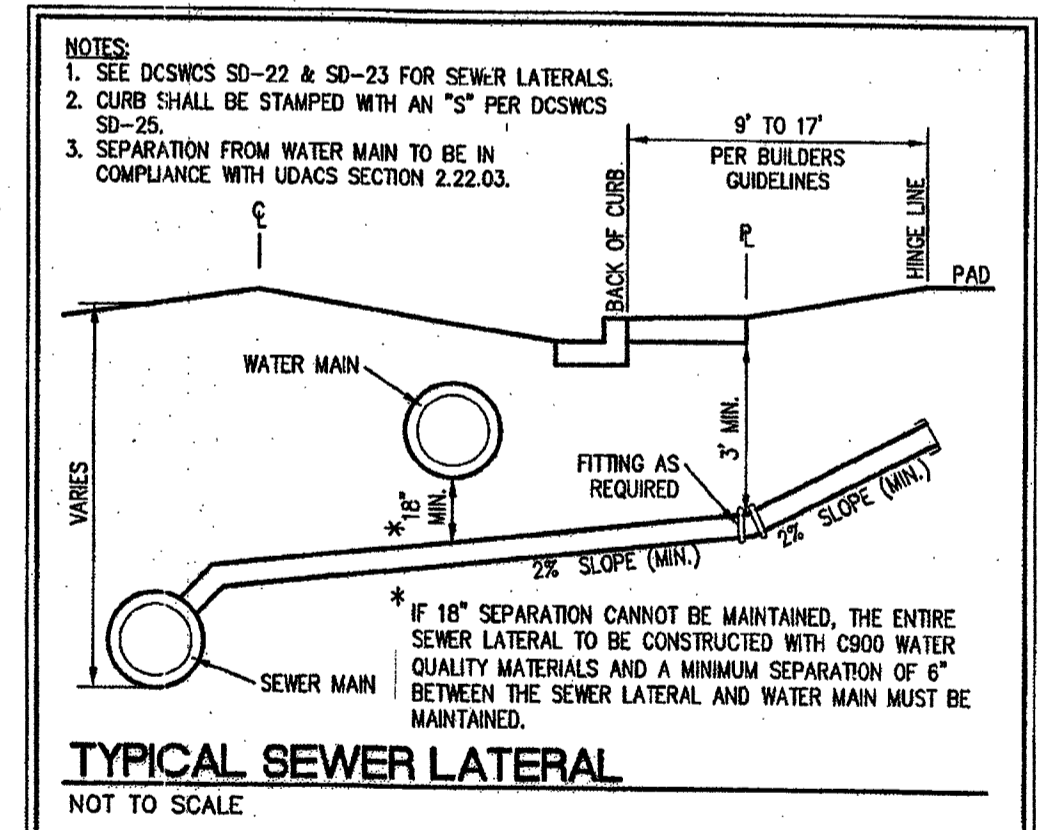 NOTES:
1. SEE DCSWCS SD-22 & SD-23 FOR SEWER LATERALS.
2. CURB SHALL BE STAMPED WITH AN "S" PER DCSWCS
SD-25.
3. SEPARATION FROM WATER MAIN TO BE IN
COMPLIANCE WITH UDACS SECTION 2.22.03.
9' TO 17'
PER BUILDERS
GUIDELINES
BACK OF CURB
HINGE LINE
℄
PL
PAD
WATER MAIN
VARIES
3' MIN.
FITTING AS
REQUIRED
* 18"
MIN.
2% SLOPE (MIN.)
2% SLOPE (MIN.)
SEWER MAIN
* IF 18" SEPARATION CANNOT BE MAINTAINED, THE ENTIRE
SEWER LATERAL TO BE CONSTRUCTED WITH C900 WATER
QUALITY MATERIALS AND A MINIMUM SEPARATION OF 6"
BETWEEN THE SEWER LATERAL AND WATER MAIN MUST BE
MAINTAINED.
TYPICAL SEWER LATERAL
NOT TO SCALE